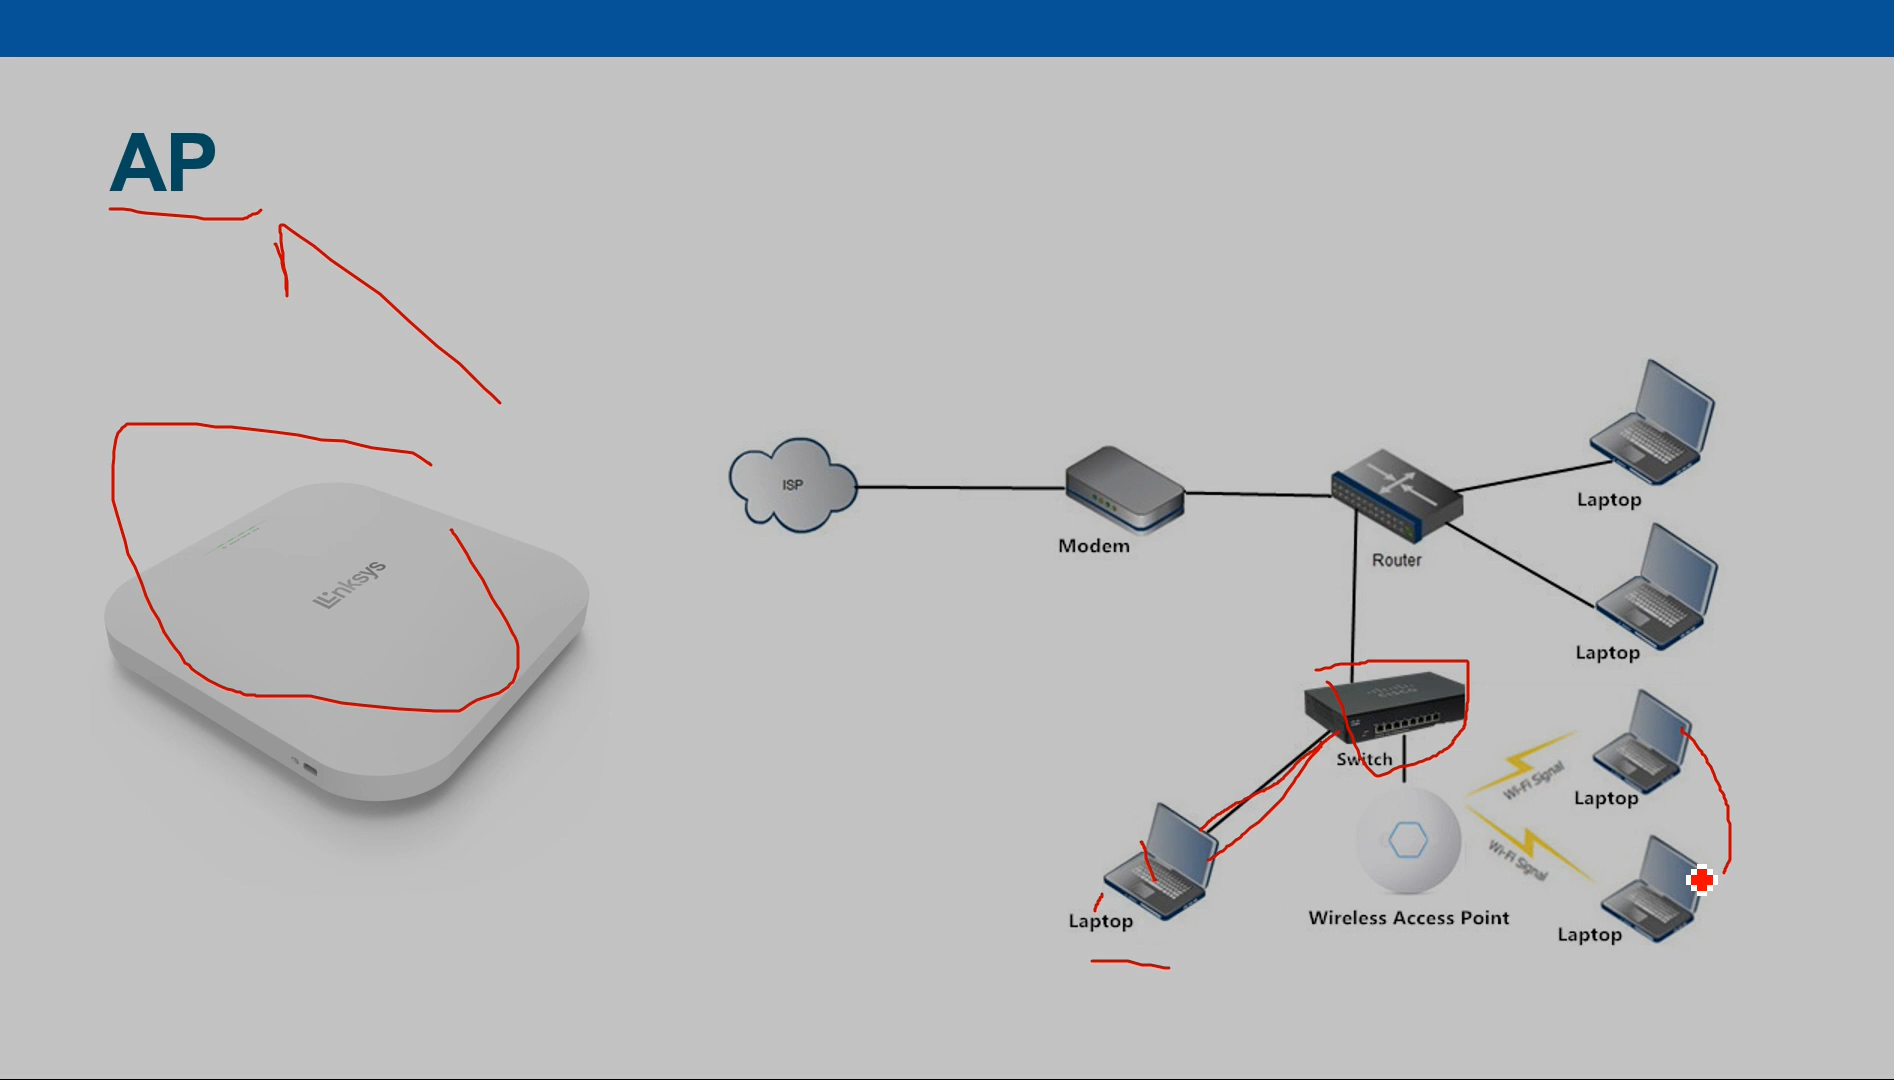 AP
Linksys
ISP
Modem
Router
Laptop
Laptop
CISCO
Switch
Wi-Fi Signal
Laptop
Wi-Fi Signal
Laptop
Wireless Access Point
Laptop